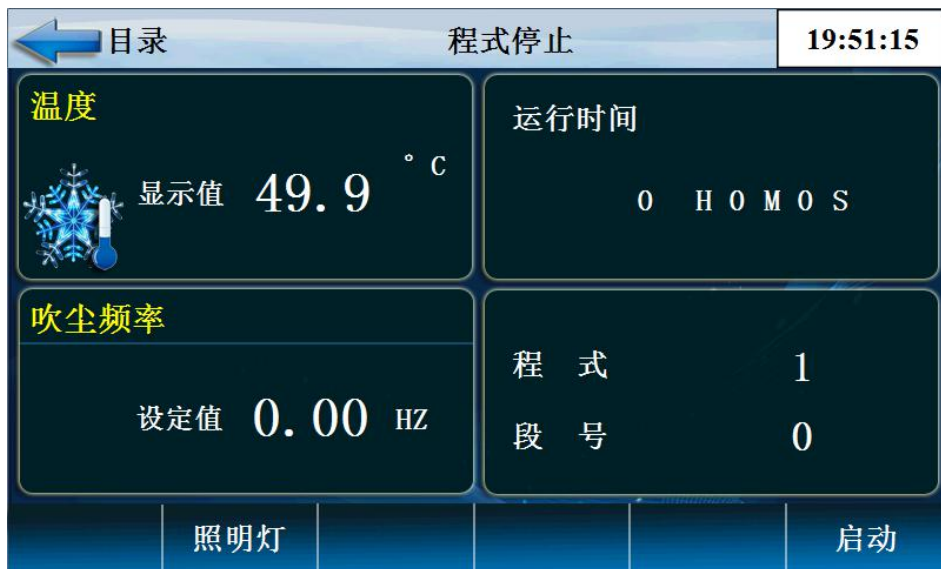 目录
程式停止
19:51:15
温度
显示值 49.9 °C
运行时间
0 H 0 M 0 S
吹尘频率
设定值 0.00 HZ
程 式 1
段 号 0
照明灯
启动